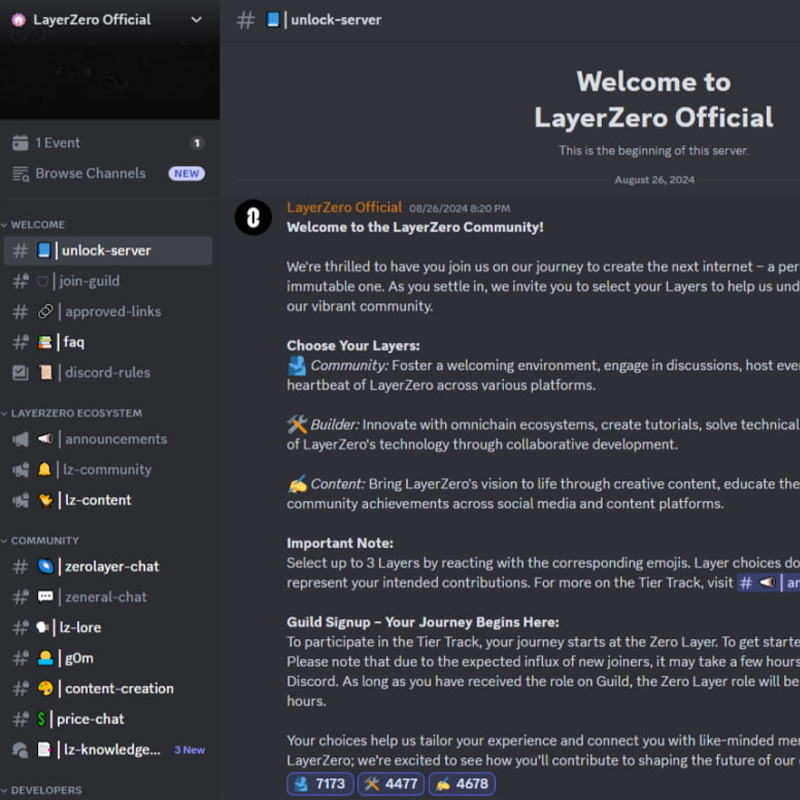 LayerZero Official
1 Event
1
Browse Channels
NEW
WELCOME
# 📘 | unlock-server
# 🛡 | join-guild
# 🔗 | approved-links
# 📚 | faq
📜 | discord-rules
LAYERZERO ECOSYSTEM
📢 | announcements
🔔 | lz-community
🐤 | lz-content
COMMUNITY
# 🌌 | zerolayer-chat
# 💬 | zeneral-chat
# 🗣 | lz-lore
# 🙇 | g0m
# 🎨 | content-creation
# 💲 | price-chat
📑 | lz-knowledge...
3 New
DEVELOPERS
# 📘 | unlock-server
Welcome to
LayerZero Official
This is the beginning of this server.
August 26, 2024
LayerZero Official 08/26/2024 8:20 PM
Welcome to the LayerZero Community!
We're thrilled to have you join us on our journey to create the next internet – a per
immutable one. As you settle in, we invite you to select your Layers to help us und
our vibrant community.
Choose Your Layers:
🫂 Community: Foster a welcoming environment, engage in discussions, host eve
heartbeat of LayerZero across various platforms.
🛠 Builder: Innovate with omnichain ecosystems, create tutorials, solve technical
of LayerZero's technology through collaborative development.
✍ Content: Bring LayerZero's vision to life through creative content, educate the
community achievements across social media and content platforms.
Important Note:
Select up to 3 Layers by reacting with the corresponding emojis. Layer choices do
represent your intended contributions. For more on the Tier Track, visit # 📢 | an
Guild Signup – Your Journey Begins Here:
To participate in the Tier Track, your journey starts at the Zero Layer. To get starte
Please note that due to the expected influx of new joiners, it may take a few hours
Discord. As long as you have received the role on Guild, the Zero Layer role will be
hours.
Your choices help us tailor your experience and connect you with like-minded mer
LayerZero; we're excited to see how you'll contribute to shaping the future of our
🫂 7173 🛠 4477 ✍ 4678